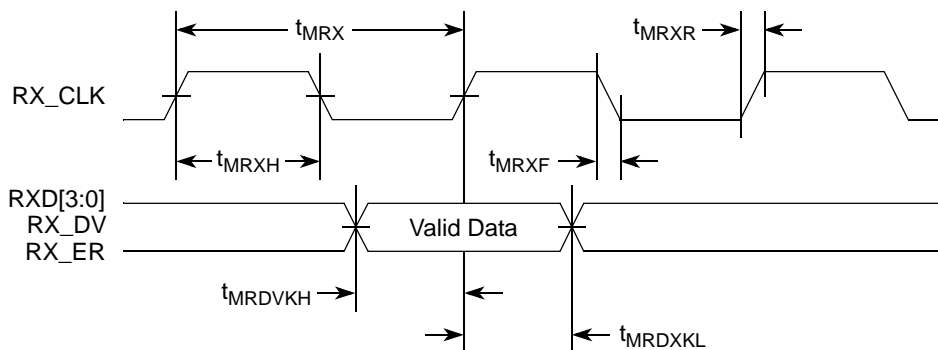 tMRX
tMRXR
RX_CLK
tMRXH
tMRXF
RXD[3:0]
RX_DV
Valid Data
RX_ER
tMRDVKH
tMRDXKL